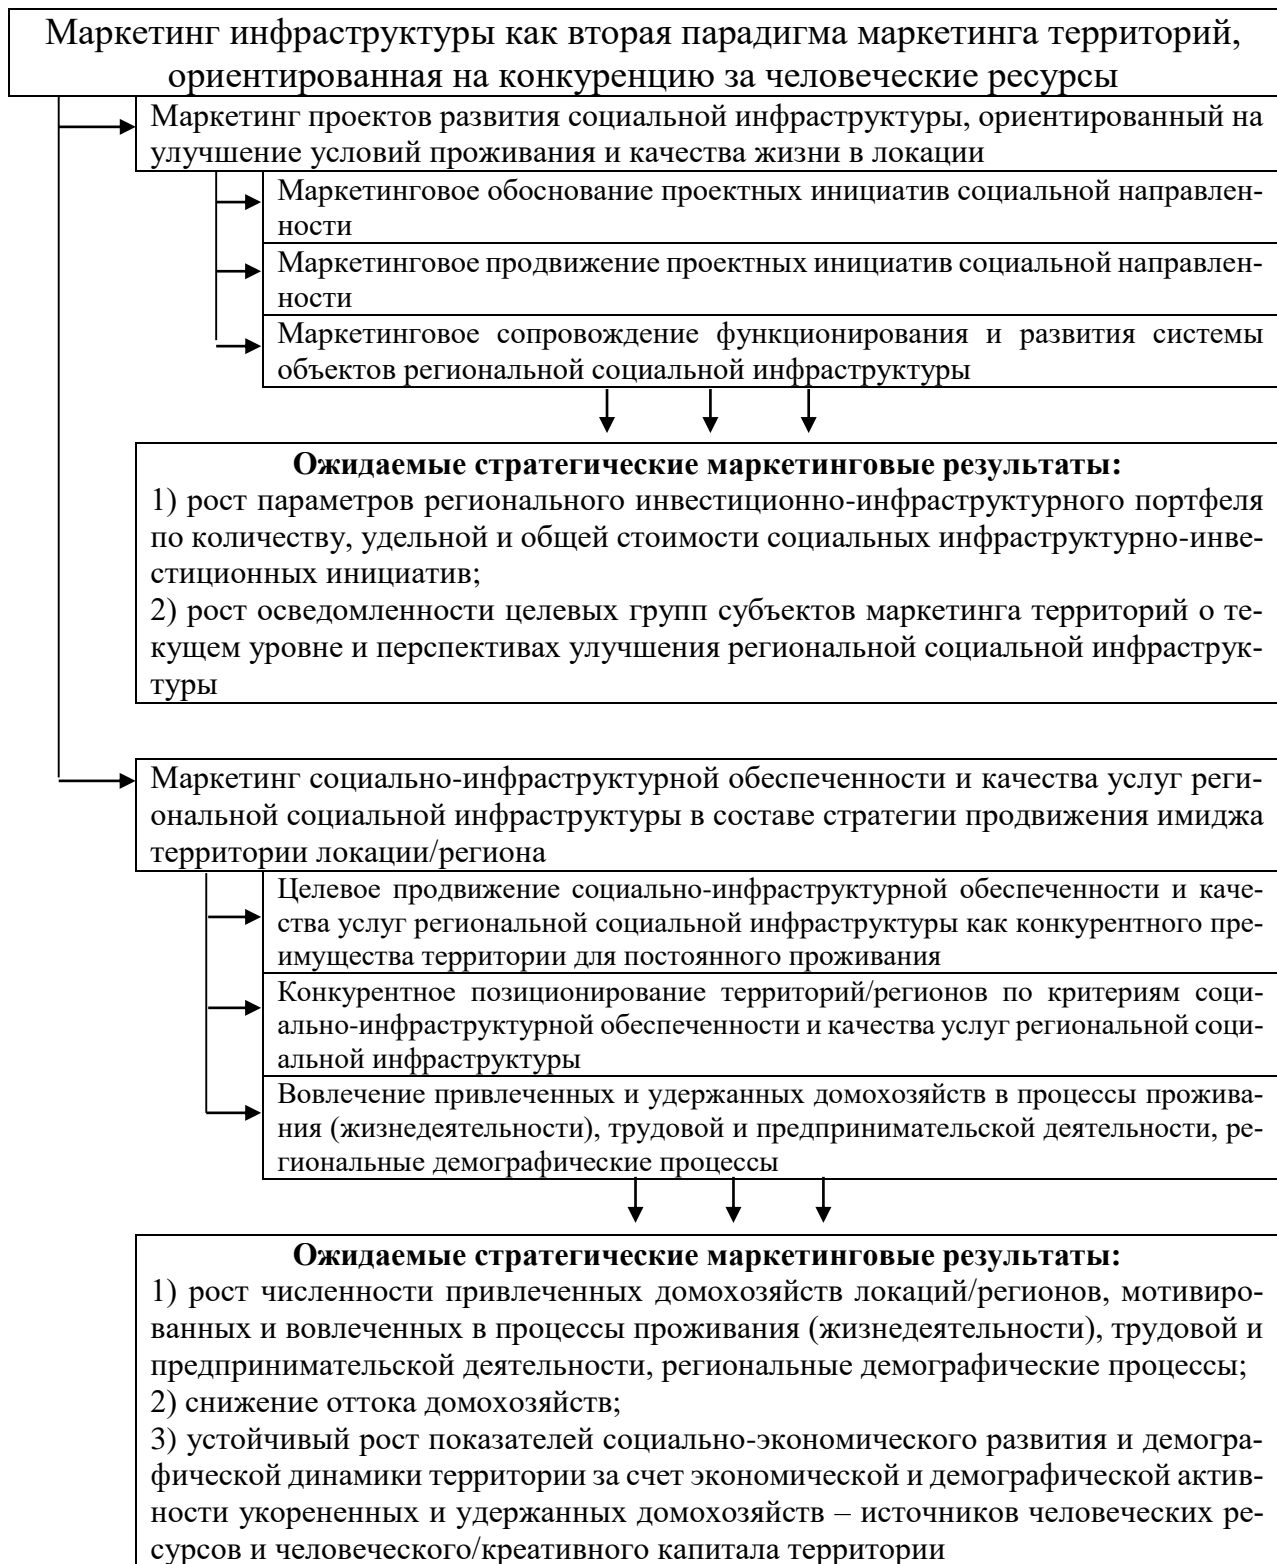 Маркетинг инфраструктуры как вторая парадигма маркетинга территорий,
ориентированная на конкуренцию за человеческие ресурсы
Маркетинг проектов развития социальной инфраструктуры, ориентированный на
улучшение условий проживания и качества жизни в локации
Маркетинговое обоснование проектных инициатив социальной направлен-
ности
Маркетинговое продвижение проектных инициатив социальной направлен-
ности
Маркетинговое сопровождение функционирования и развития системы
объектов региональной социальной инфраструктуры
Ожидаемые стратегические маркетинговые результаты:
1) рост параметров регионального инвестиционно-инфраструктурного портфеля
по количеству, удельной и общей стоимости социальных инфраструктурно-инве-
стиционных инициатив;
2) рост осведомленности целевых групп субъектов маркетинга территорий о те-
кущем уровне и перспективах улучшения региональной социальной инфраструк-
туры
Маркетинг социально-инфраструктурной обеспеченности и качества услуг реги-
ональной социальной инфраструктуры в составе стратегии продвижения имиджа
территории локации/региона
Целевое продвижение социально-инфраструктурной обеспеченности и каче-
ства услуг региональной социальной инфраструктуры как конкурентного пре-
имущества территории для постоянного проживания
Конкурентное позиционирование территорий/регионов по критериям соци-
ально-инфраструктурной обеспеченности и качества услуг региональной соци-
альной инфраструктуры
Вовлечение привлеченных и удержанных домохозяйств в процессы прожива-
ния (жизнедеятельности), трудовой и предпринимательской деятельности, ре-
гиональные демографические процессы
Ожидаемые стратегические маркетинговые результаты:
1) рост численности привлеченных домохозяйств локаций/регионов, мотивиро-
ванных и вовлеченных в процессы проживания (жизнедеятельности), трудовой и
предпринимательской деятельности, региональные демографические процессы;
2) снижение оттока домохозяйств;
3) устойчивый рост показателей социально-экономического развития и демогра-
фической динамики территории за счет экономической и демографической актив-
ности укорененных и удержанных домохозяйств – источников человеческих ре-
сурсов и человеческого/креативного капитала территории